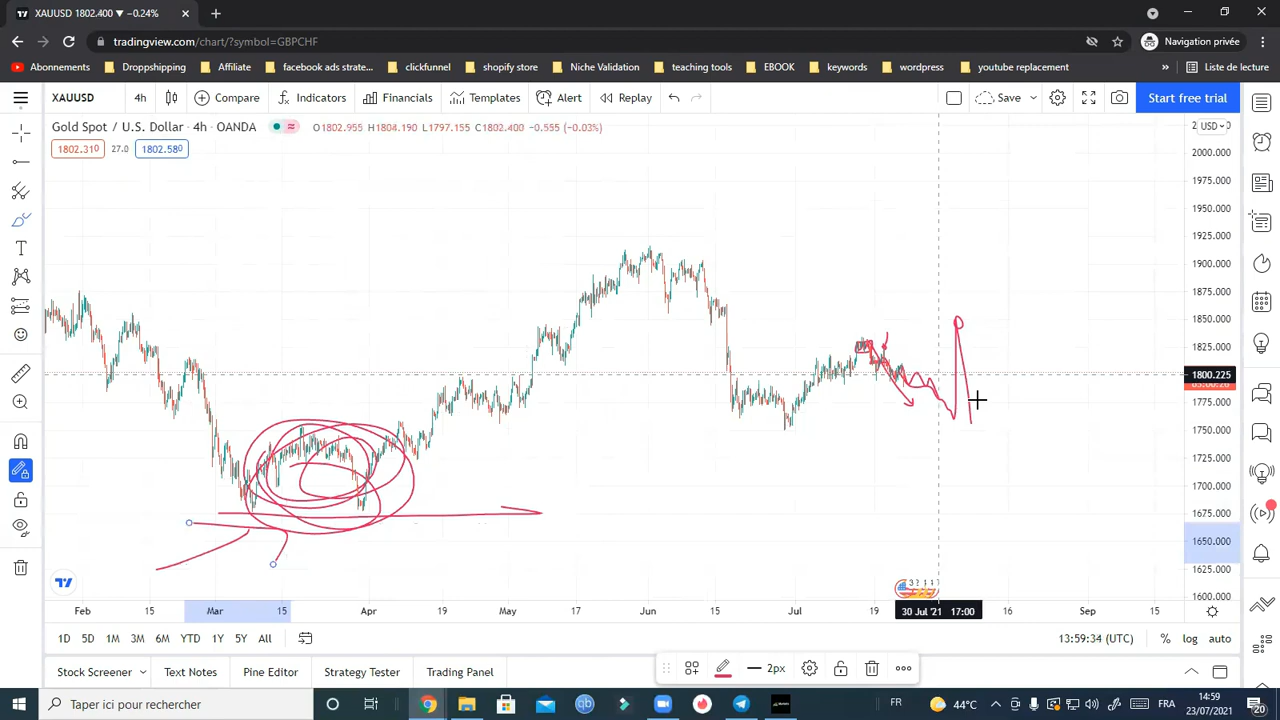 XAUUSD 1802.400 ▼ −0.24%
tradingview.com/chart/?symbol=GBPCHF
Navigation privée
Abonnements Droppshipping Affiliate facebook ads strate... clickfunnel shopify store Niche Validation teaching tools EBOOK keywords wordpress youtube replacement » Liste de lecture
XAUUSD 4h Compare Indicators Financials Templates Alert Replay Save Start free trial
Gold Spot / U.S. Dollar · 4h · OANDA O1802.955 H1804.190 L1797.155 C1802.400 −0.555 (−0.03%)
USD
1802.310 27.0 1802.580
2000.000
1975.000
1950.000
1925.000
1900.000
1875.000
1850.000
1825.000
1800.225
1775.000
1750.000
1725.000
1700.000
1675.000
1650.000
1625.000
1600.000
Feb 15 Mar 15 Apr 19 May 17 Jun 15 Jul 19 30 Jul '21 17:00 16 Sep 15
1D 5D 1M 3M 6M YTD 1Y 5Y All 13:59:34 (UTC) % log auto
Stock Screener Text Notes Pine Editor Strategy Tester Trading Panel 2px
Taper ici pour rechercher
FR 44°C FR
14:59
23/07/2021
20